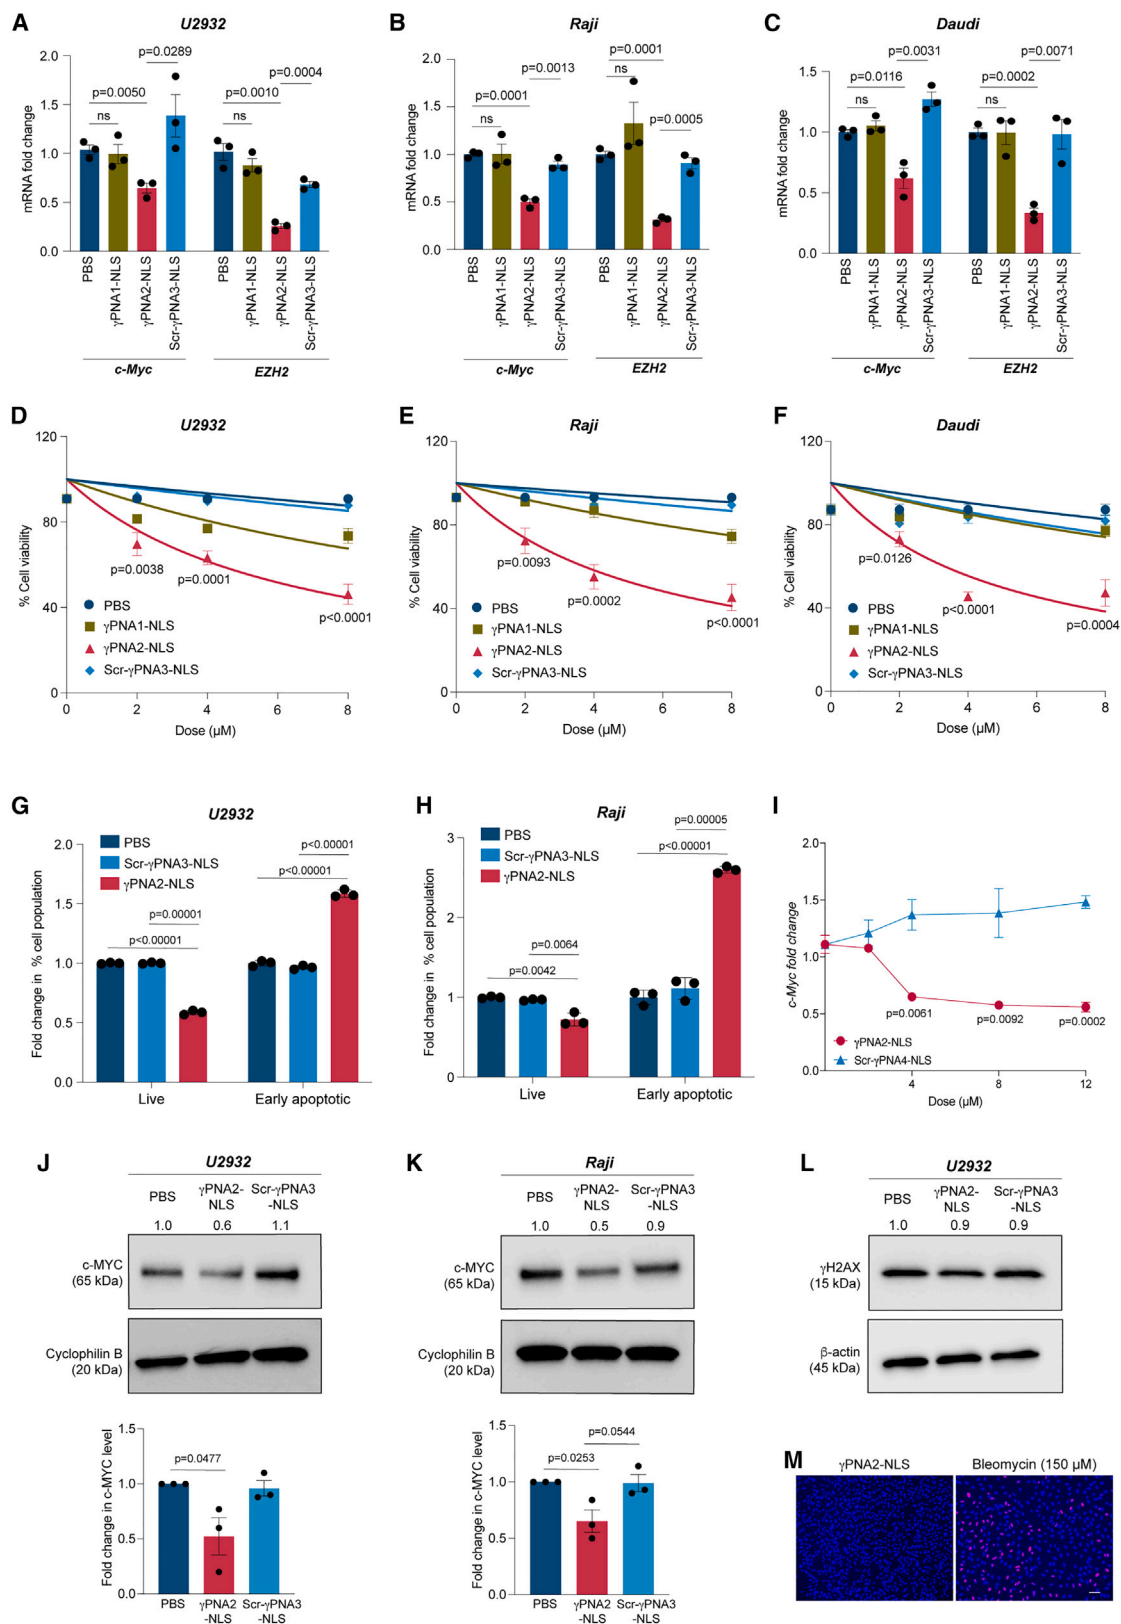 A
U2932
mRNA fold change
2.0
1.5
1.0
0.5
0.0
p=0.0289
p=0.0050
ns
p=0.0004
p=0.0010
ns
PBS
γPNA1-NLS
γPNA2-NLS
Scr-γPNA3-NLS
PBS
γPNA1-NLS
γPNA2-NLS
Scr-γPNA3-NLS
c-Myc
EZH2
B
Raji
mRNA fold change
2.0
1.5
1.0
0.5
0.0
p=0.0013
p=0.0001
ns
p=0.0001
ns
p=0.0005
PBS
γPNA1-NLS
γPNA2-NLS
Scr-γPNA3-NLS
PBS
γPNA1-NLS
γPNA2-NLS
Scr-γPNA3-NLS
c-Myc
EZH2
C
Daudi
mRNA fold change
1.5
1.0
0.5
0.0
p=0.0031
p=0.0116
ns
p=0.0071
p=0.0002
ns
PBS
γPNA1-NLS
γPNA2-NLS
Scr-γPNA3-NLS
PBS
γPNA1-NLS
γPNA2-NLS
Scr-γPNA3-NLS
c-Myc
EZH2
D
U2932
% Cell viability
120
80
40
0
p=0.0038
p=0.0001
p<0.0001
PBS
γPNA1-NLS
γPNA2-NLS
Scr-γPNA3-NLS
0 2 4 6 8
Dose (μM)
E
Raji
% Cell viability
120
80
40
0
p=0.0093
p=0.0002
p<0.0001
PBS
γPNA1-NLS
γPNA2-NLS
Scr-γPNA3-NLS
0 2 4 6 8
Dose (μM)
F
Daudi
% Cell viability
120
80
40
0
p=0.0126
p<0.0001
p=0.0004
PBS
γPNA1-NLS
γPNA2-NLS
Scr-γPNA3-NLS
0 2 4 6 8
Dose (μM)
G
U2932
Fold change in % cell population
2.0
1.5
1.0
0.5
0.0
PBS
Scr-γPNA3-NLS
γPNA2-NLS
p=0.00001
p<0.00001
p<0.00001
p<0.00001
Live
Early apoptotic
H
Raji
Fold change in % cell population
3
2
1
0
PBS
Scr-γPNA3-NLS
γPNA2-NLS
p=0.0064
p=0.0042
p=0.00005
p<0.00001
Live
Early apoptotic
I
c-Myc fold change
2.0
1.5
1.0
0.5
0.0
p=0.0061
p=0.0092
p=0.0002
γPNA2-NLS
Scr-γPNA4-NLS
4 8 12
Dose (μM)
J
U2932
PBS
γPNA2-
NLS
Scr-γPNA3
-NLS
1.0 0.6 1.1
c-MYC
(65 kDa)
Cyclophilin B
(20 kDa)
Fold change in c-MYC level
1.5
1.0
0.5
0.0
p=0.0477
PBS
γPNA2
-NLS
Scr-γPNA3
-NLS
K
Raji
PBS
γPNA2-
NLS
Scr-γPNA3
-NLS
1.0 0.5 0.9
c-MYC
(65 kDa)
Cyclophilin B
(20 kDa)
Fold change in c-MYC level
1.5
1.0
0.5
0.0
p=0.0544
p=0.0253
PBS
γPNA2
-NLS
Scr-γPNA3
-NLS
L
U2932
PBS
γPNA2-
NLS
Scr-γPNA3
-NLS
1.0 0.9 0.9
γH2AX
(15 kDa)
β-actin
(45 kDa)
M
γPNA2-NLS
Bleomycin (150 μM)